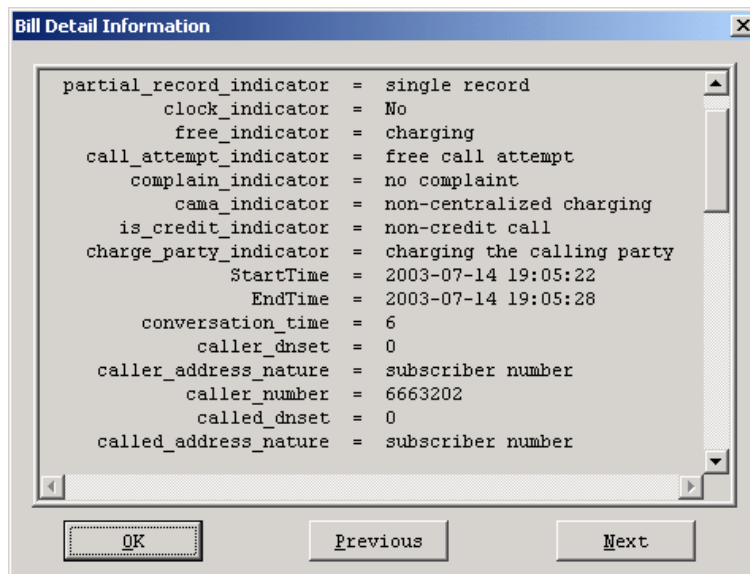 Bill Detail Information
partial_record_indicator = single record
clock_indicator = No
free_indicator = charging
call_attempt_indicator = free call attempt
complain_indicator = no complaint
cama_indicator = non-centralized charging
is_credit_indicator = non-credit call
charge_party_indicator = charging the calling party
StartTime = 2003-07-14 19:05:22
EndTime = 2003-07-14 19:05:28
conversation_time = 6
caller_dnset = 0
caller_address_nature = subscriber number
caller_number = 6663202
called_dnset = 0
called_address_nature = subscriber number
OK Previous Next